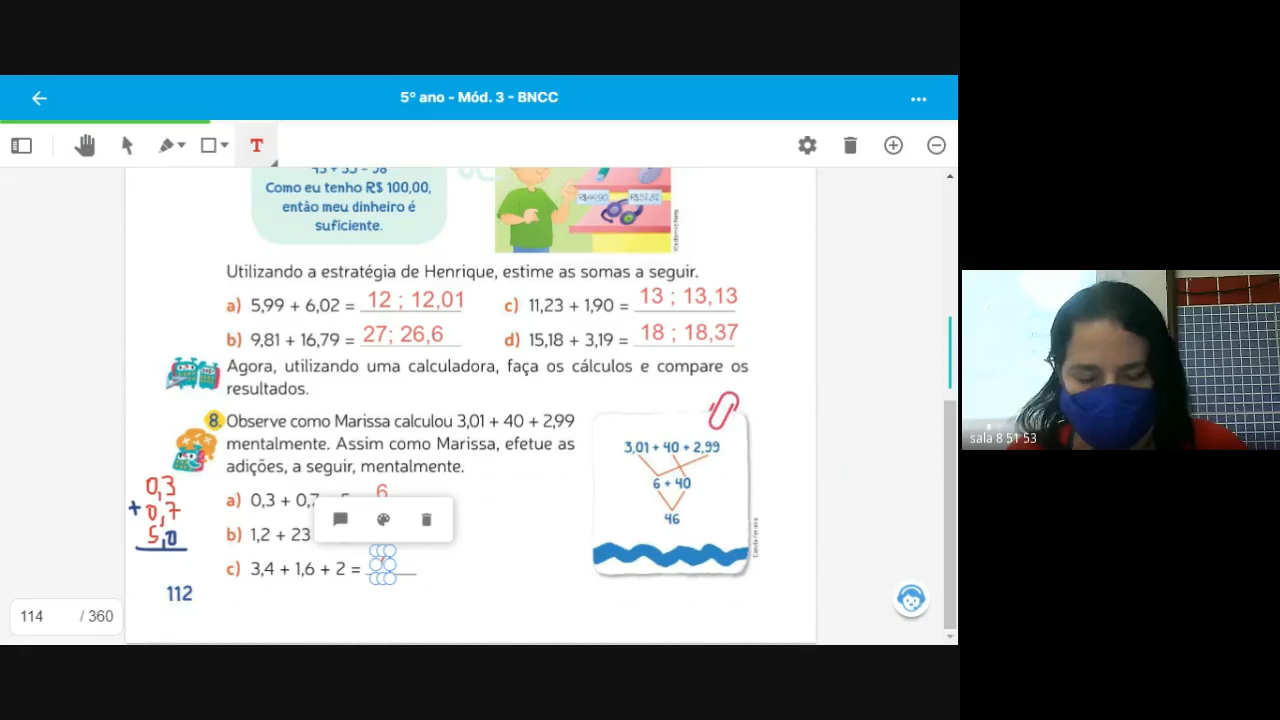 5º ano - Mód. 3 - BNCC
T
45 + 53 = 98
Como eu tenho R$ 100,00,
então meu dinheiro é
suficiente.
Utilizando a estratégia de Henrique, estime as somas a seguir.
a) 5,99 + 6,02 = 12 ; 12,01
c) 11,23 + 1,90 = 13 ; 13,13
b) 9,81 + 16,79 = 27; 26,6
d) 15,18 + 3,19 = 18 ; 18,37
Agora, utilizando uma calculadora, faça os cálculos e compare os
resultados.
8. Observe como Marissa calculou 3,01 + 40 + 2,99
mentalmente. Assim como Marissa, efetue as
adições, a seguir, mentalmente.
3,01 + 40 + 2,99
6 + 40
46
0,3
+ 0,7
5,0
a) 0,3 + 0,7 6
b) 1,2 + 23
c) 3,4 + 1,6 + 2 =
112
114 / 360
sala 8 51 53